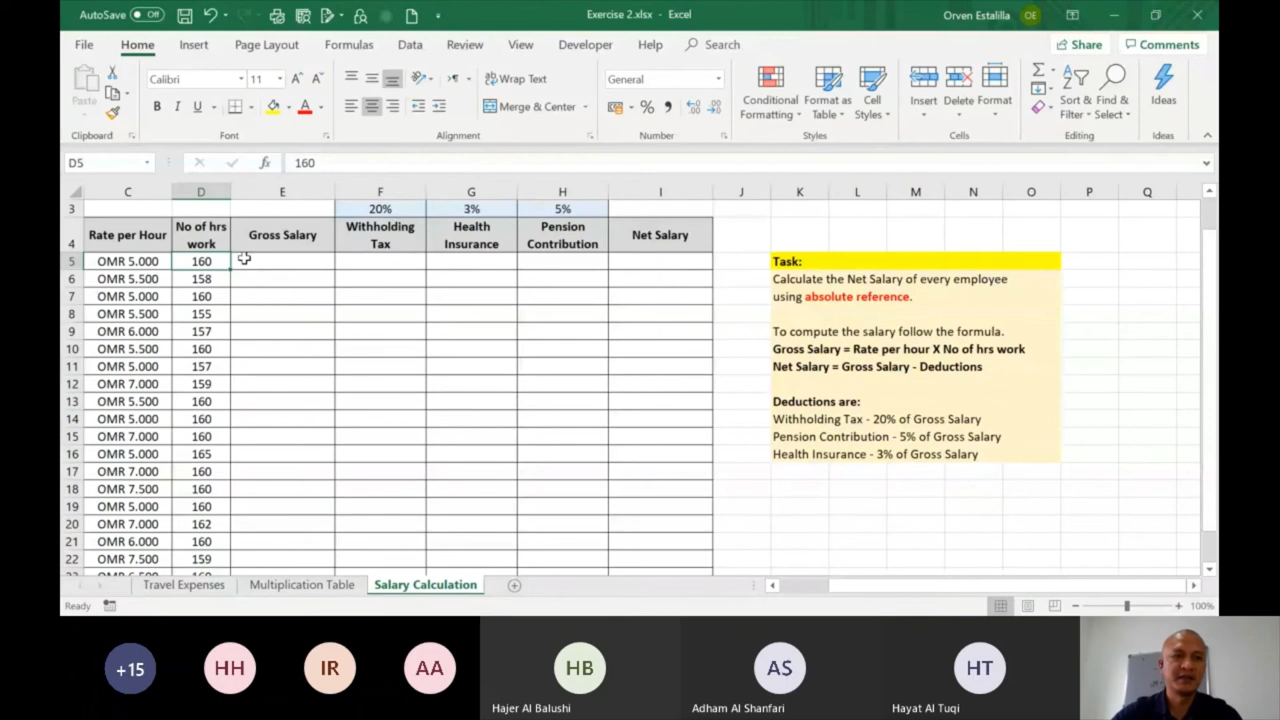 AutoSave Off Exercise 2.xlsx - Excel Orven Estalilla OE
File Home Insert Page Layout Formulas Data Review View Developer Help Search Share Comments
Paste Calibri 11 Wrap Text General Conditional Formatting Format as Table Cell Styles Insert Delete Format Sort & Filter Find & Select Ideas
B I U A Merge & Center % 
Clipboard Font Alignment Number Styles Cells Editing Ideas
D5 fx 160
C D E F G H I J K L M N O P Q
3 20% 3% 5%
4 Rate per Hour No of hrs work Gross Salary Withholding Tax Health Insurance Pension Contribution Net Salary
5 OMR 5.000 160 Task:
6 OMR 5.500 158 Calculate the Net Salary of every employee
7 OMR 5.000 160 using absolute reference.
8 OMR 5.500 155
9 OMR 6.000 157 To compute the salary follow the formula.
10 OMR 5.500 160 Gross Salary = Rate per hour X No of hrs work
11 OMR 5.000 157 Net Salary = Gross Salary - Deductions
12 OMR 7.000 159
13 OMR 5.500 160 Deductions are:
14 OMR 5.000 160 Withholding Tax - 20% of Gross Salary
15 OMR 7.000 160 Pension Contribution - 5% of Gross Salary
16 OMR 5.000 165 Health Insurance - 3% of Gross Salary
17 OMR 7.000 160
18 OMR 7.500 160
19 OMR 5.000 160
20 OMR 7.000 162
21 OMR 6.000 160
22 OMR 7.500 159
Travel Expenses Multiplication Table Salary Calculation
Ready 100%
+15 HH IR AA HB AS HT
Hajer Al Balushi Adham Al Shanfari Hayat Al Tuqi